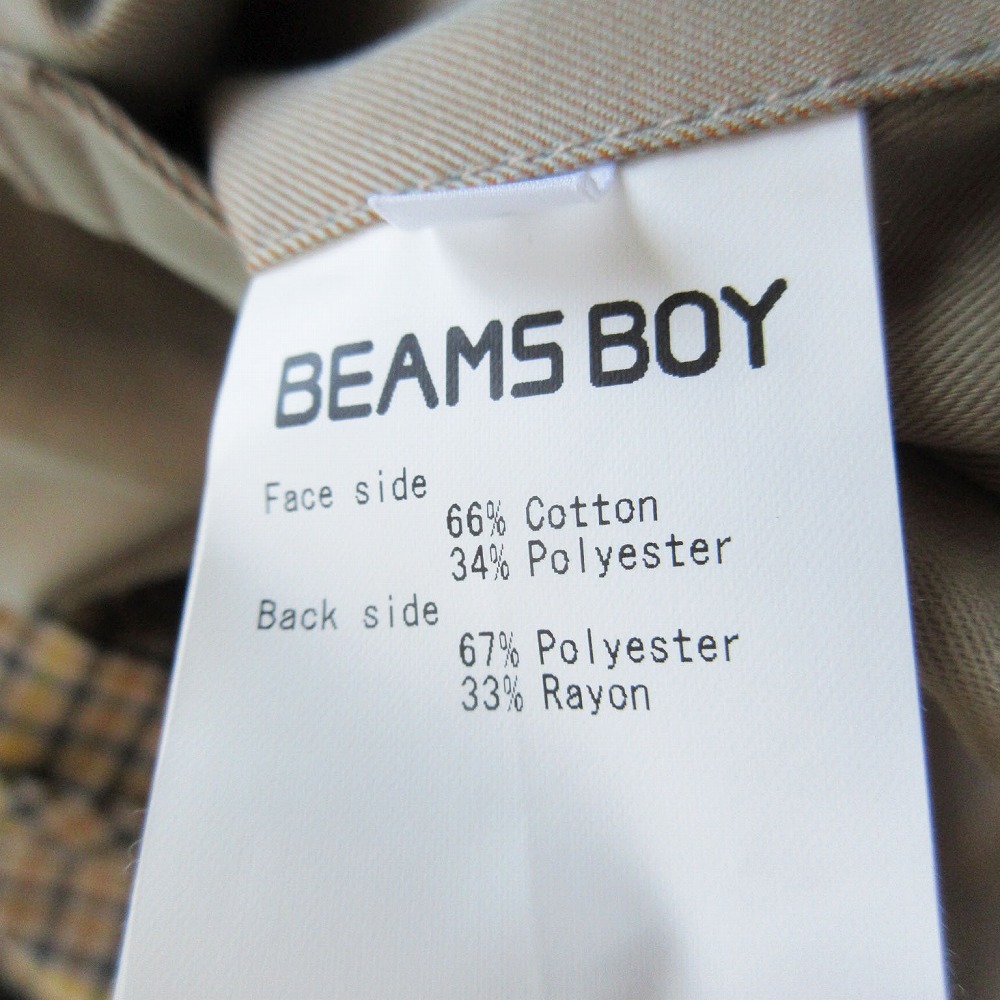 BEAMS BOY
Face side
66% Cotton
34% Polyester
Back side
67% Polyester
33% Rayon